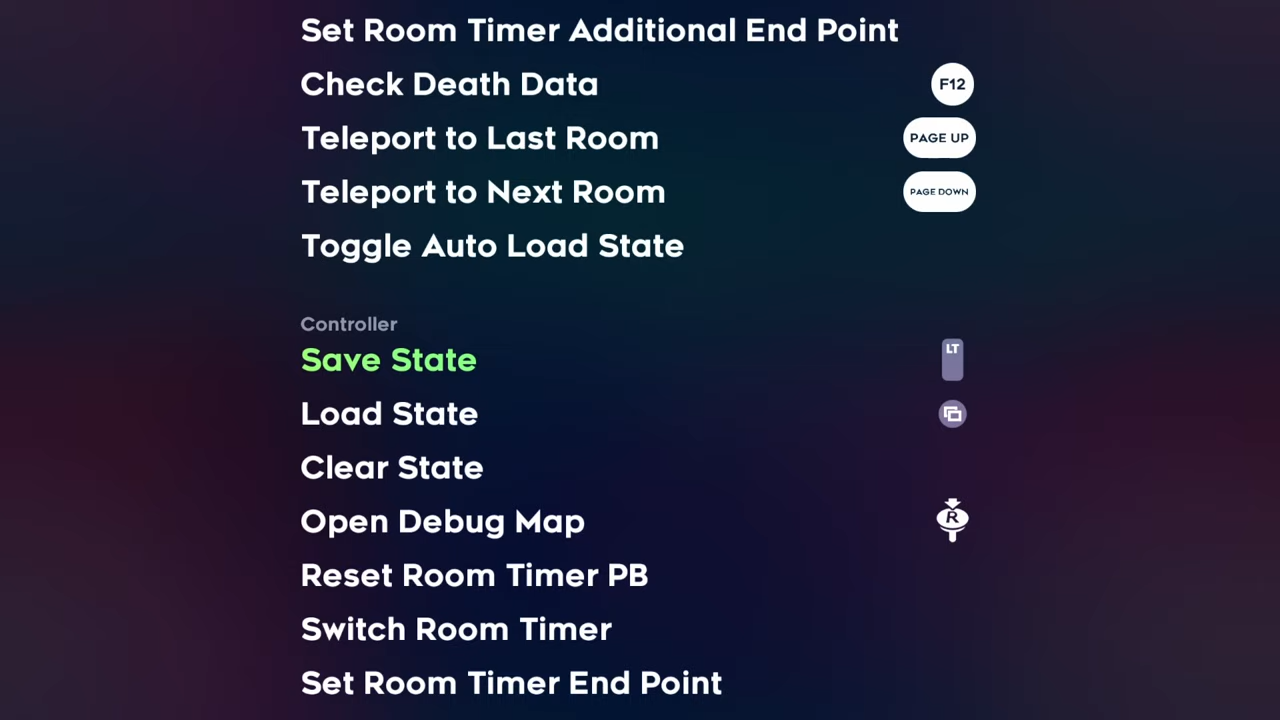 Set Room Timer Additional End Point
Check Death Data F12
Teleport to Last Room PAGE UP
Teleport to Next Room PAGE DOWN
Toggle Auto Load State
Controller
Save State LT
Load State
Clear State
Open Debug Map R
Reset Room Timer PB
Switch Room Timer
Set Room Timer End Point